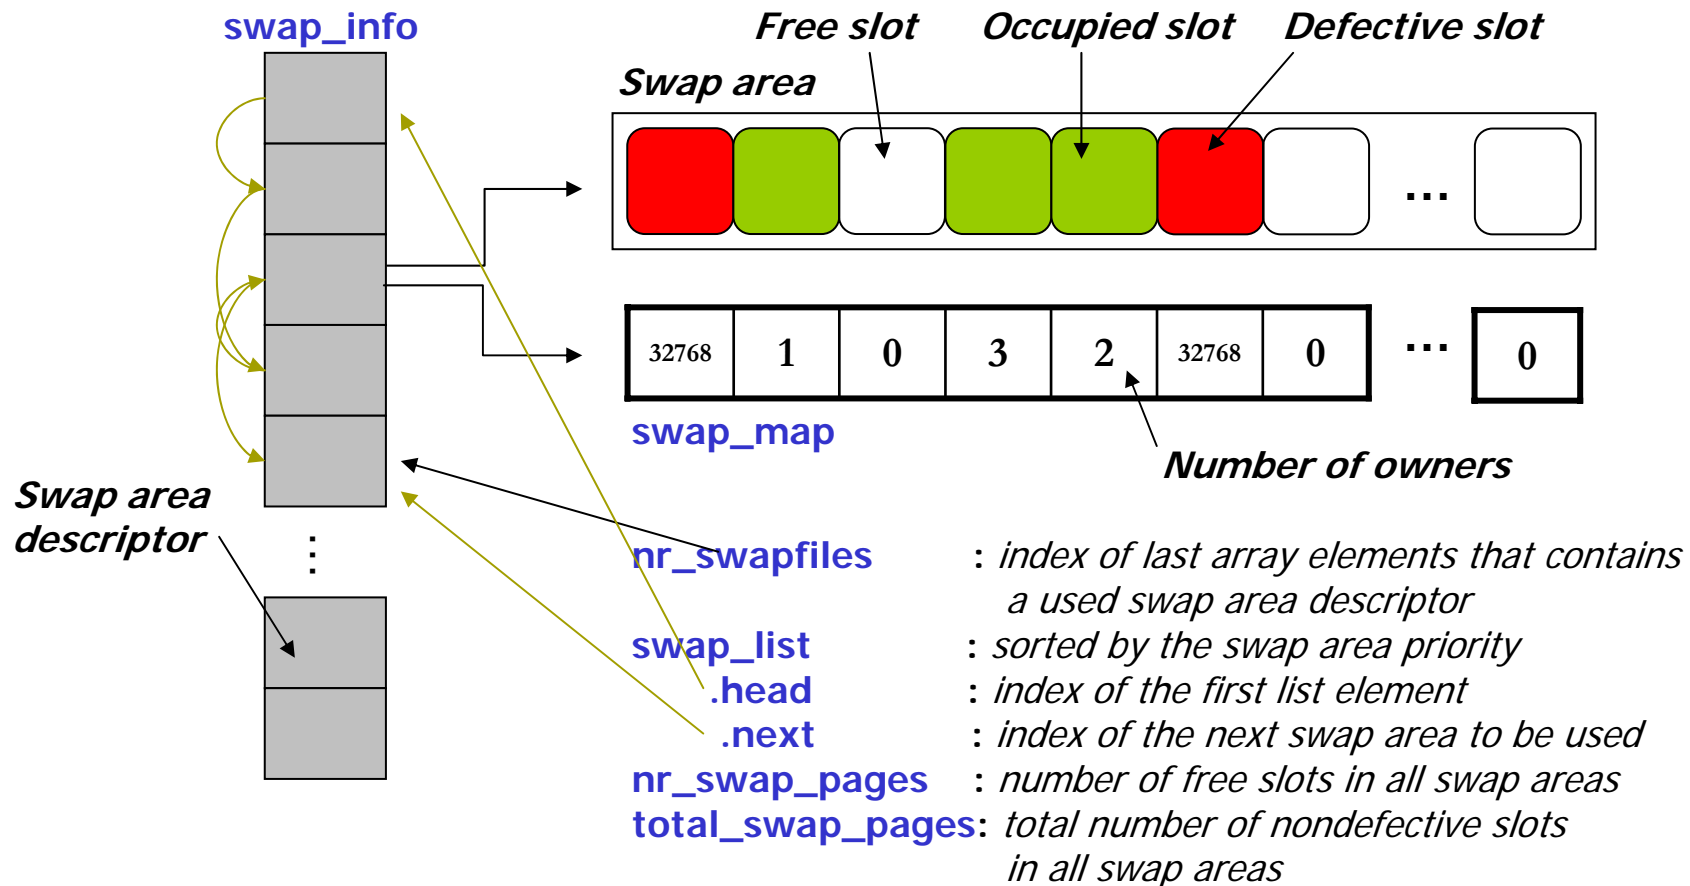 swap_info
Free slot Occupied slot Defective slot
Swap area
...
32768 1 0 3 2 32768 0 ... 0
swap_map
Number of owners
Swap area
descriptor
...
nr_swapfiles : index of last array elements that contains
a used swap area descriptor
swap_list : sorted by the swap area priority
.head : index of the first list element
.next : index of the next swap area to be used
nr_swap_pages : number of free slots in all swap areas
total_swap_pages: total number of nondefective slots
in all swap areas